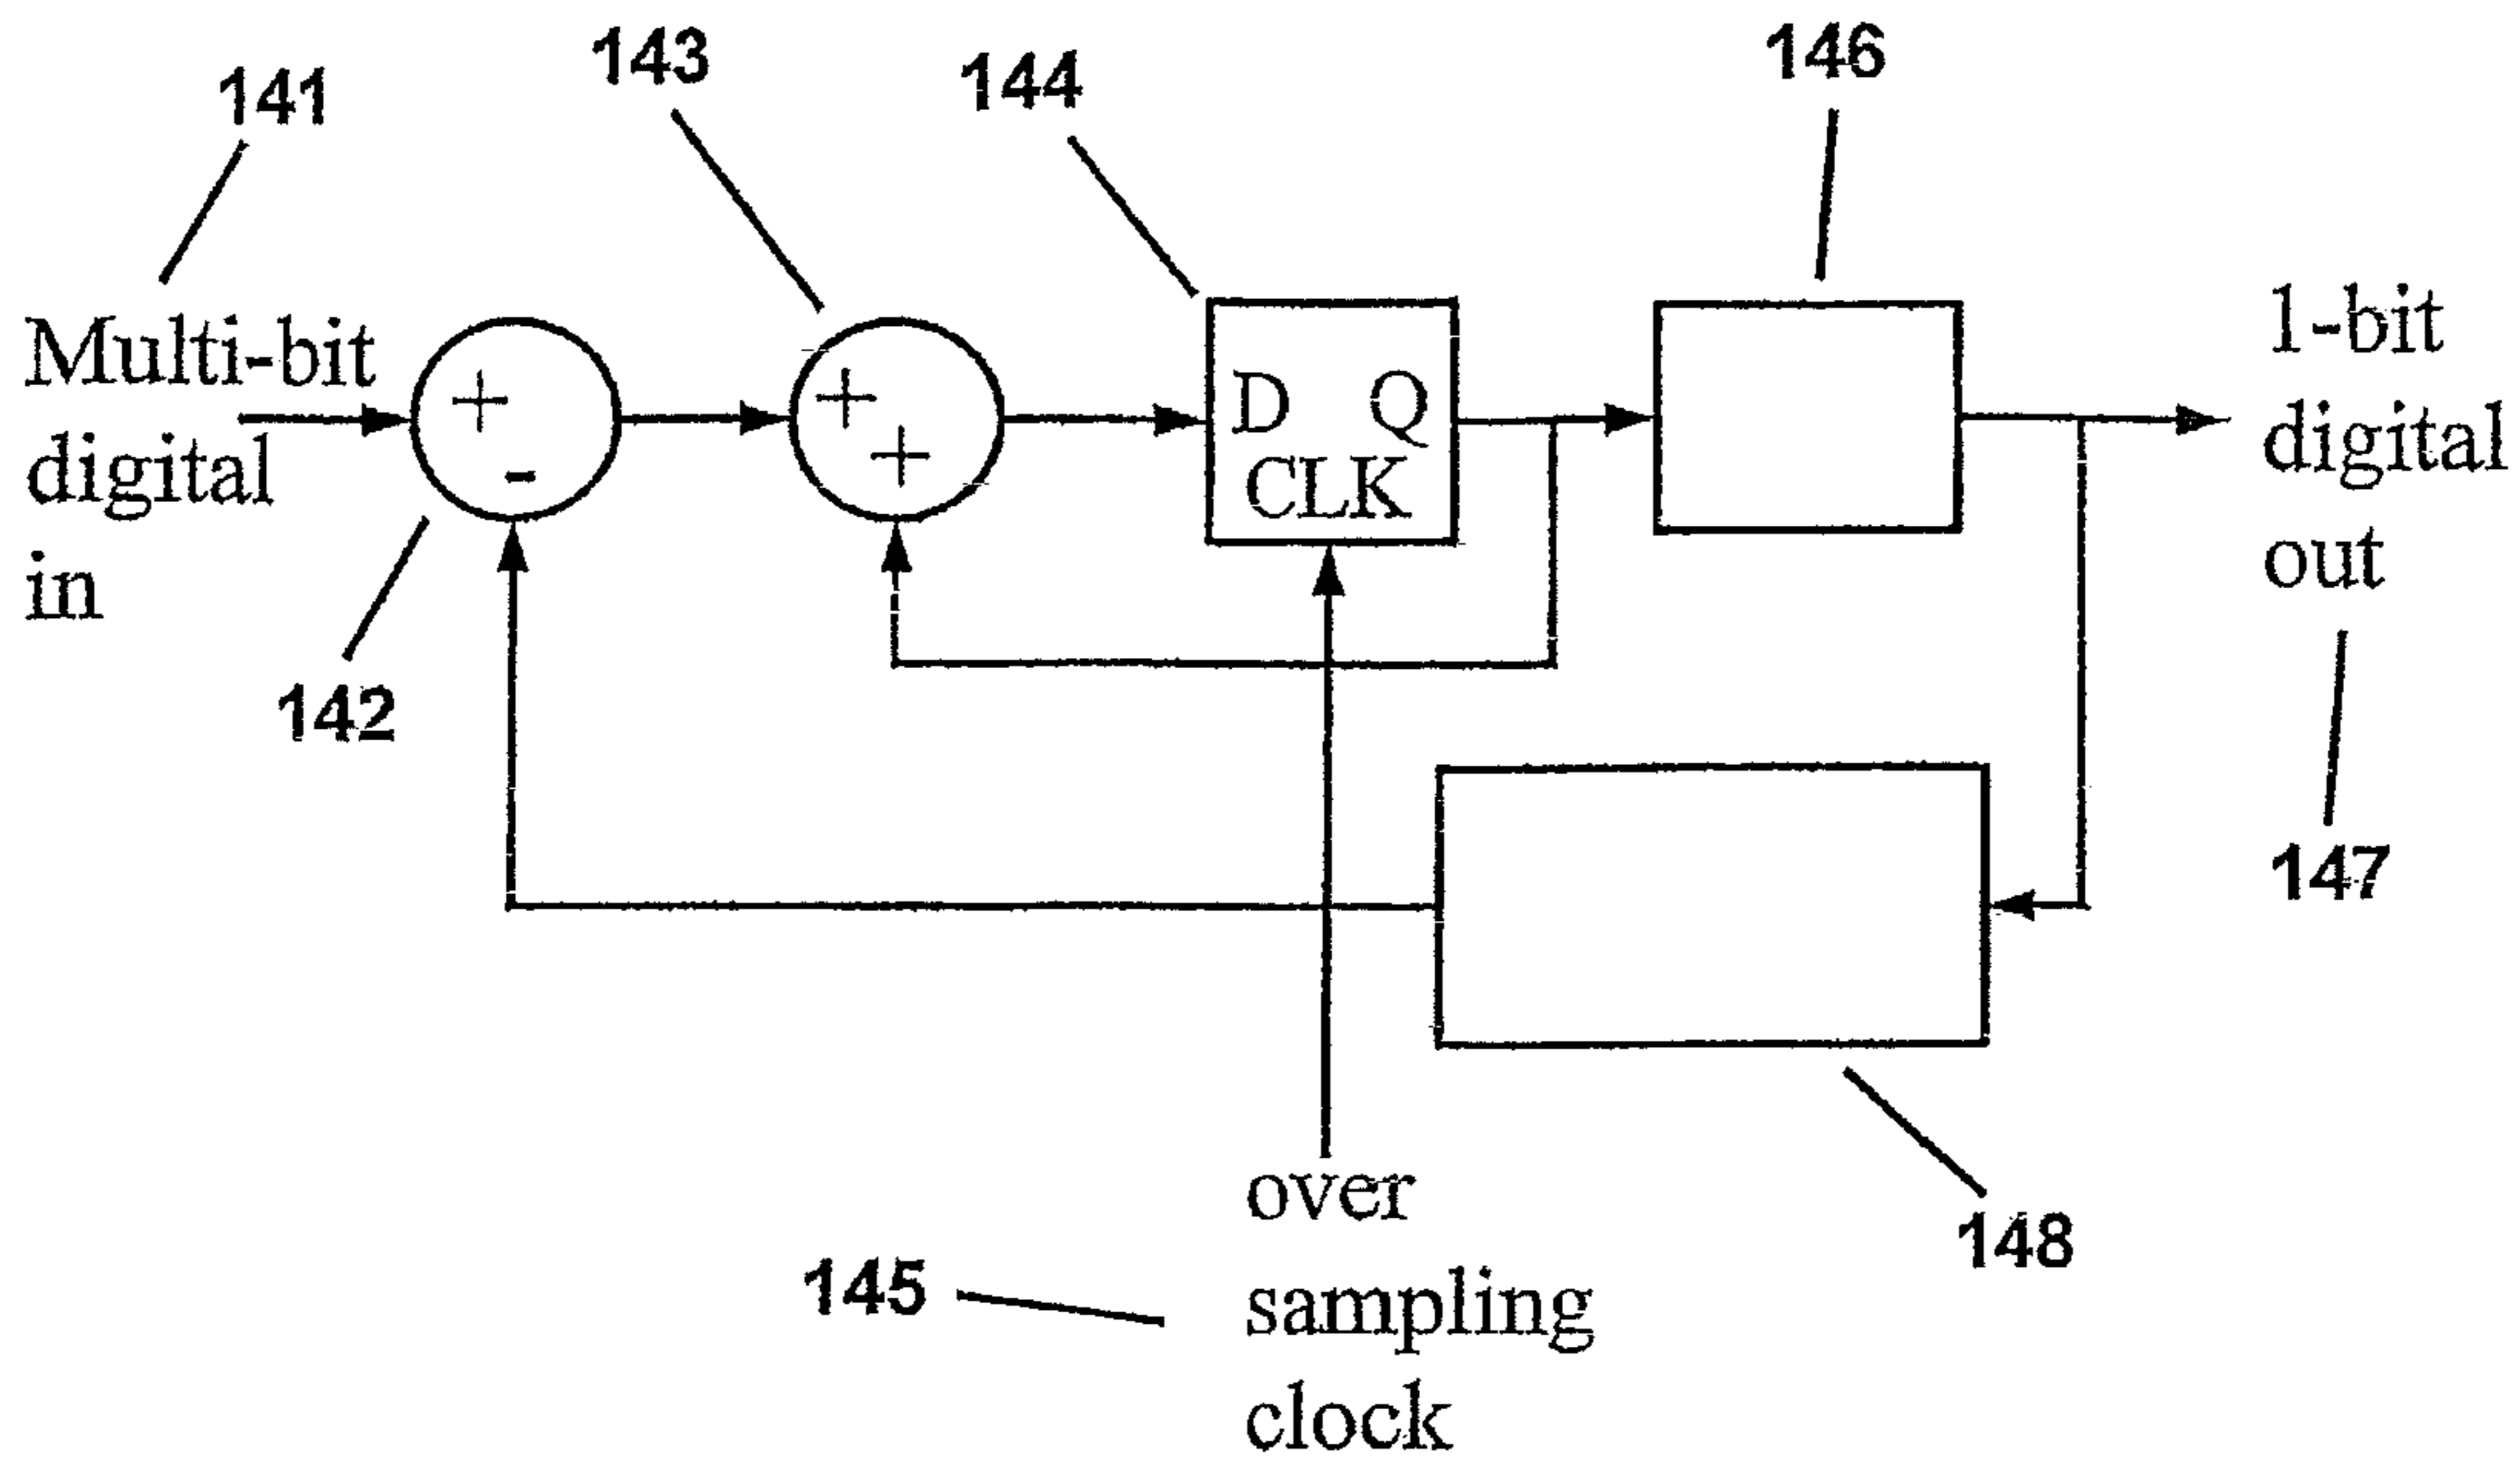 141
143
144
146
Multi-bit
digital
in
+
-
+
+
D Q
CLK
1-bit
digital
out
142
147
148
over
sampling
clock
145